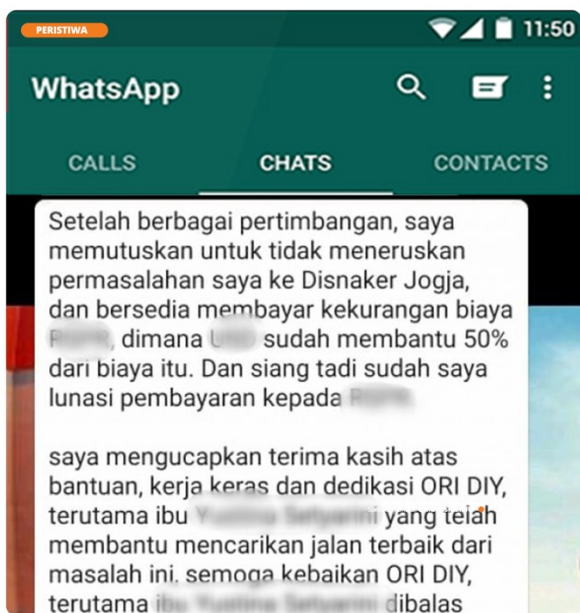 PERISTIWA
11:50
WhatsApp
CALLS CHATS CONTACTS
Setelah berbagai pertimbangan, saya
memutuskan untuk tidak meneruskan
permasalahan saya ke Disnaker Jogja,
dan bersedia membayar kekurangan biaya
, dimana sudah membantu 50%
dari biaya itu. Dan siang tadi sudah saya
lunasi pembayaran kepada
saya mengucapkan terima kasih atas
bantuan, kerja keras dan dedikasi ORI DIY,
terutama ibu yang telah
membantu mencarikan jalan terbaik dari
masalah ini. semoga kebaikan ORI DIY,
terutama dibalas